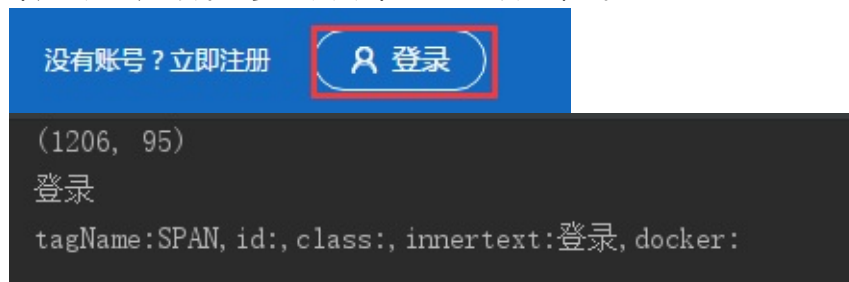 没有账号？立即注册
登录
(1206, 95)
登录
tagName:SPAN, id:, class:, innertext:登录, docker: